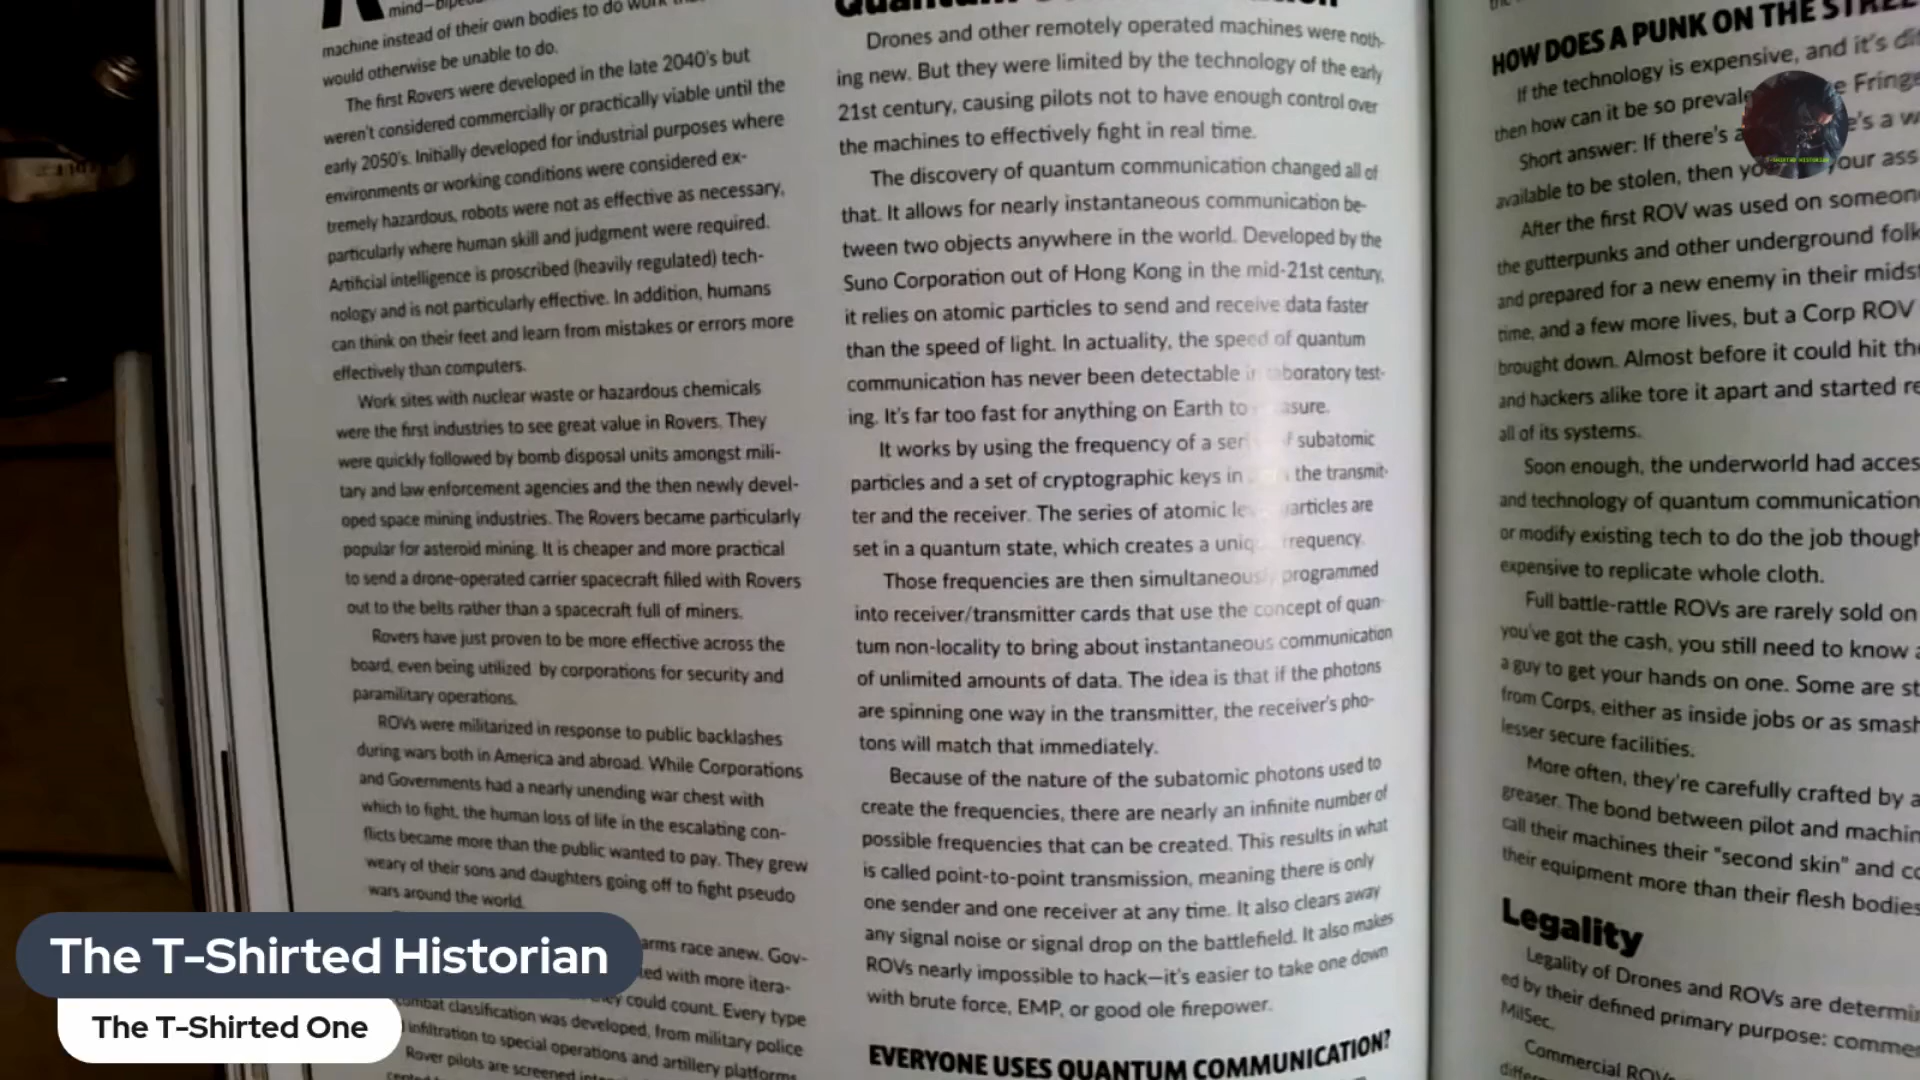 mind—
machine instead of their own bodies to do work
would otherwise be unable to do.
The first Rovers were developed in the late 2040's but
weren't considered commercially or practically viable until the
early 2050's. Initially developed for industrial purposes where
environments or working conditions were considered ex-
tremely hazardous, robots were not as effective as necessary,
particularly where human skill and judgment were required.
Artificial intelligence is proscribed (heavily regulated) tech-
nology and is not particularly effective. In addition, humans
can think on their feet and learn from mistakes or errors more
effectively than computers.
Work sites with nuclear waste or hazardous chemicals
were the first industries to see great value in Rovers. They
were quickly followed by bomb disposal units amongst mili-
tary and law enforcement agencies and the then newly devel-
oped space mining industries. The Rovers became particularly
popular for asteroid mining. It is cheaper and more practical
to send a drone-operated carrier spacecraft filled with Rovers
out to the belts rather than a spacecraft full of miners.
Rovers have just proven to be more effective across the
board, even being utilized by corporations for security and
paramilitary operations.
ROVs were militarized in response to public backlashes
during wars both in America and abroad. While Corporations
and Governments had a nearly unending war chest with
which to fight, the human loss of life in the escalating con-
flicts became more than the public wanted to pay. They grew
weary of their sons and daughters going off to fight pseudo
wars around the world.
arms race anew. Gov-
with more itera-
they could count. Every type
combat classification was developed, from military police
infiltration to special operations and artillery platforms
Rover pilots are screened
Drones and other remotely operated machines were noth-
ing new. But they were limited by the technology of the early
21st century, causing pilots not to have enough control over
the machines to effectively fight in real time.
The discovery of quantum communication changed all of
that. It allows for nearly instantaneous communication be-
tween two objects anywhere in the world. Developed by the
Suno Corporation out of Hong Kong in the mid-21st century,
it relies on atomic particles to send and receive data faster
than the speed of light. In actuality, the speed of quantum
communication has never been detectable in laboratory test-
ing. It's far too fast for anything on Earth to
It works by using the frequency of a of subatomic
particles and a set of cryptographic keys in the transmit-
ter and the receiver. The series of atomic particles are
set in a quantum state, which creates a frequency.
Those frequencies are then simultaneously programmed
into receiver/transmitter cards that use the concept of quan-
tum non-locality to bring about instantaneous communication
of unlimited amounts of data. The idea is that if the photons
are spinning one way in the transmitter, the receiver's pho-
tons will match that immediately.
Because of the nature of the subatomic photons used to
create the frequencies, there are nearly an infinite number of
possible frequencies that can be created. This results in what
is called point-to-point transmission, meaning there is only
one sender and one receiver at any time. It also clears away
any signal noise or signal drop on the battlefield. It also makes
ROVs nearly impossible to hack—it's easier to take one down
with brute force, EMP, or good ole firepower.
EVERYONE USES QUANTUM COMMUNICATION?
HOW DOES A PUNK ON THE
If the technology is expensive, and it's
then how can it be so Fringe
Short answer: If there's a w
available to be stolen, then your ass
After the first ROV was used on
the gutterpunks and other underground
and prepared for a new enemy in their
time, and a few more lives, but a Corp ROV
brought down. Almost before it could hit
and hackers alike tore it apart and started
all of its systems.
Soon enough, the underworld had
and technology of quantum communication
or modify existing tech to do the job
expensive to replicate whole cloth.
Full battle-rattle ROVs are rarely sold on
you've got the cash, you still need to know
a guy to get your hands on one. Some are
from Corps, either as inside jobs or as
lesser secure facilities.
More often, they're carefully crafted by a
greaser. The bond between pilot and
call their machines their "second skin" and
their equipment more than their flesh
Legality
Legality of Drones and ROVs are
ed by their defined primary purpose:
MilSec.
Commercial
The T-Shirted Historian
The T-Shirted One